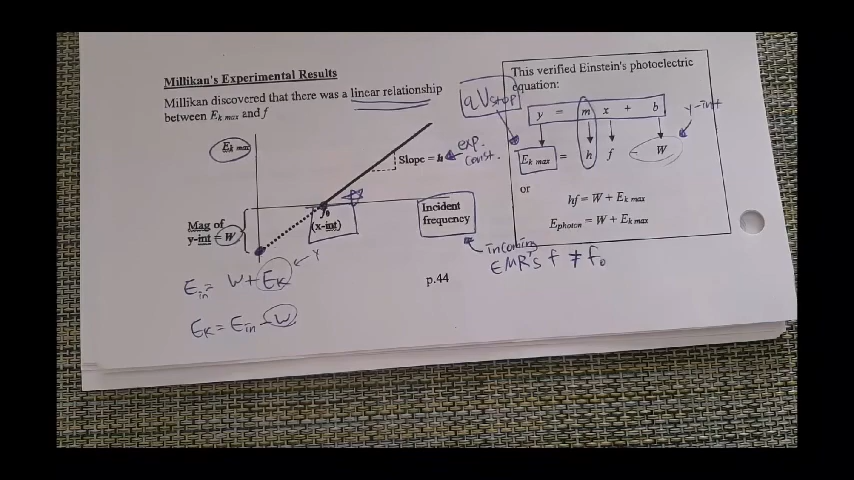 Millikan's Experimental Results
Millikan discovered that there was a linear relationship
between Ek max and f
Ek max
Slope = h
exp.
const.
f0
(x-int)
Incident
frequency
Mag of
y-int = W
incoming
EMR's f ≠ f0
Ein = W + EK
Y
EK = Ein - W
p.44
qVstop
This verified Einstein's photoelectric
equation:
y = m x + b
y-int
Ek max = h f - W
or
hf = W + Ek max
Ephoton = W + Ek max